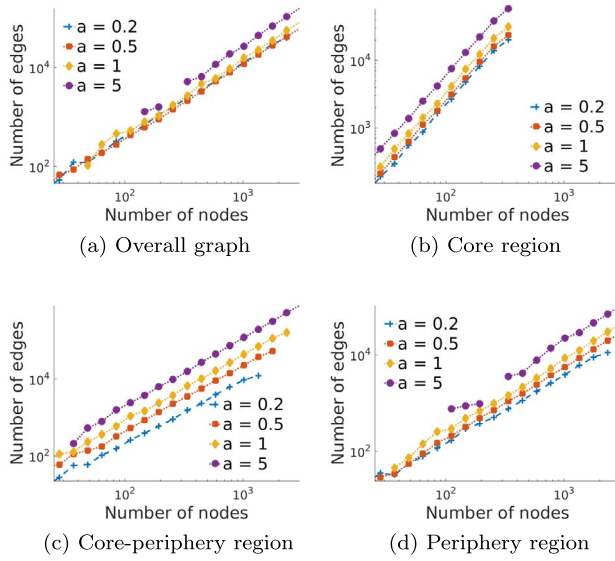 Number of edges
10^4
10^2
a = 0.2
a = 0.5
a = 1
a = 5
10^2
10^3
Number of nodes
(a) Overall graph
Number of edges
10^4
10^3
a = 0.2
a = 0.5
a = 1
a = 5
10^2
10^3
Number of nodes
(b) Core region
Number of edges
10^4
10^2
a = 0.2
a = 0.5
a = 1
a = 5
10^2
10^3
Number of nodes
(c) Core-periphery region
Number of edges
10^4
10^2
a = 0.2
a = 0.5
a = 1
a = 5
10^2
10^3
Number of nodes
(d) Periphery region